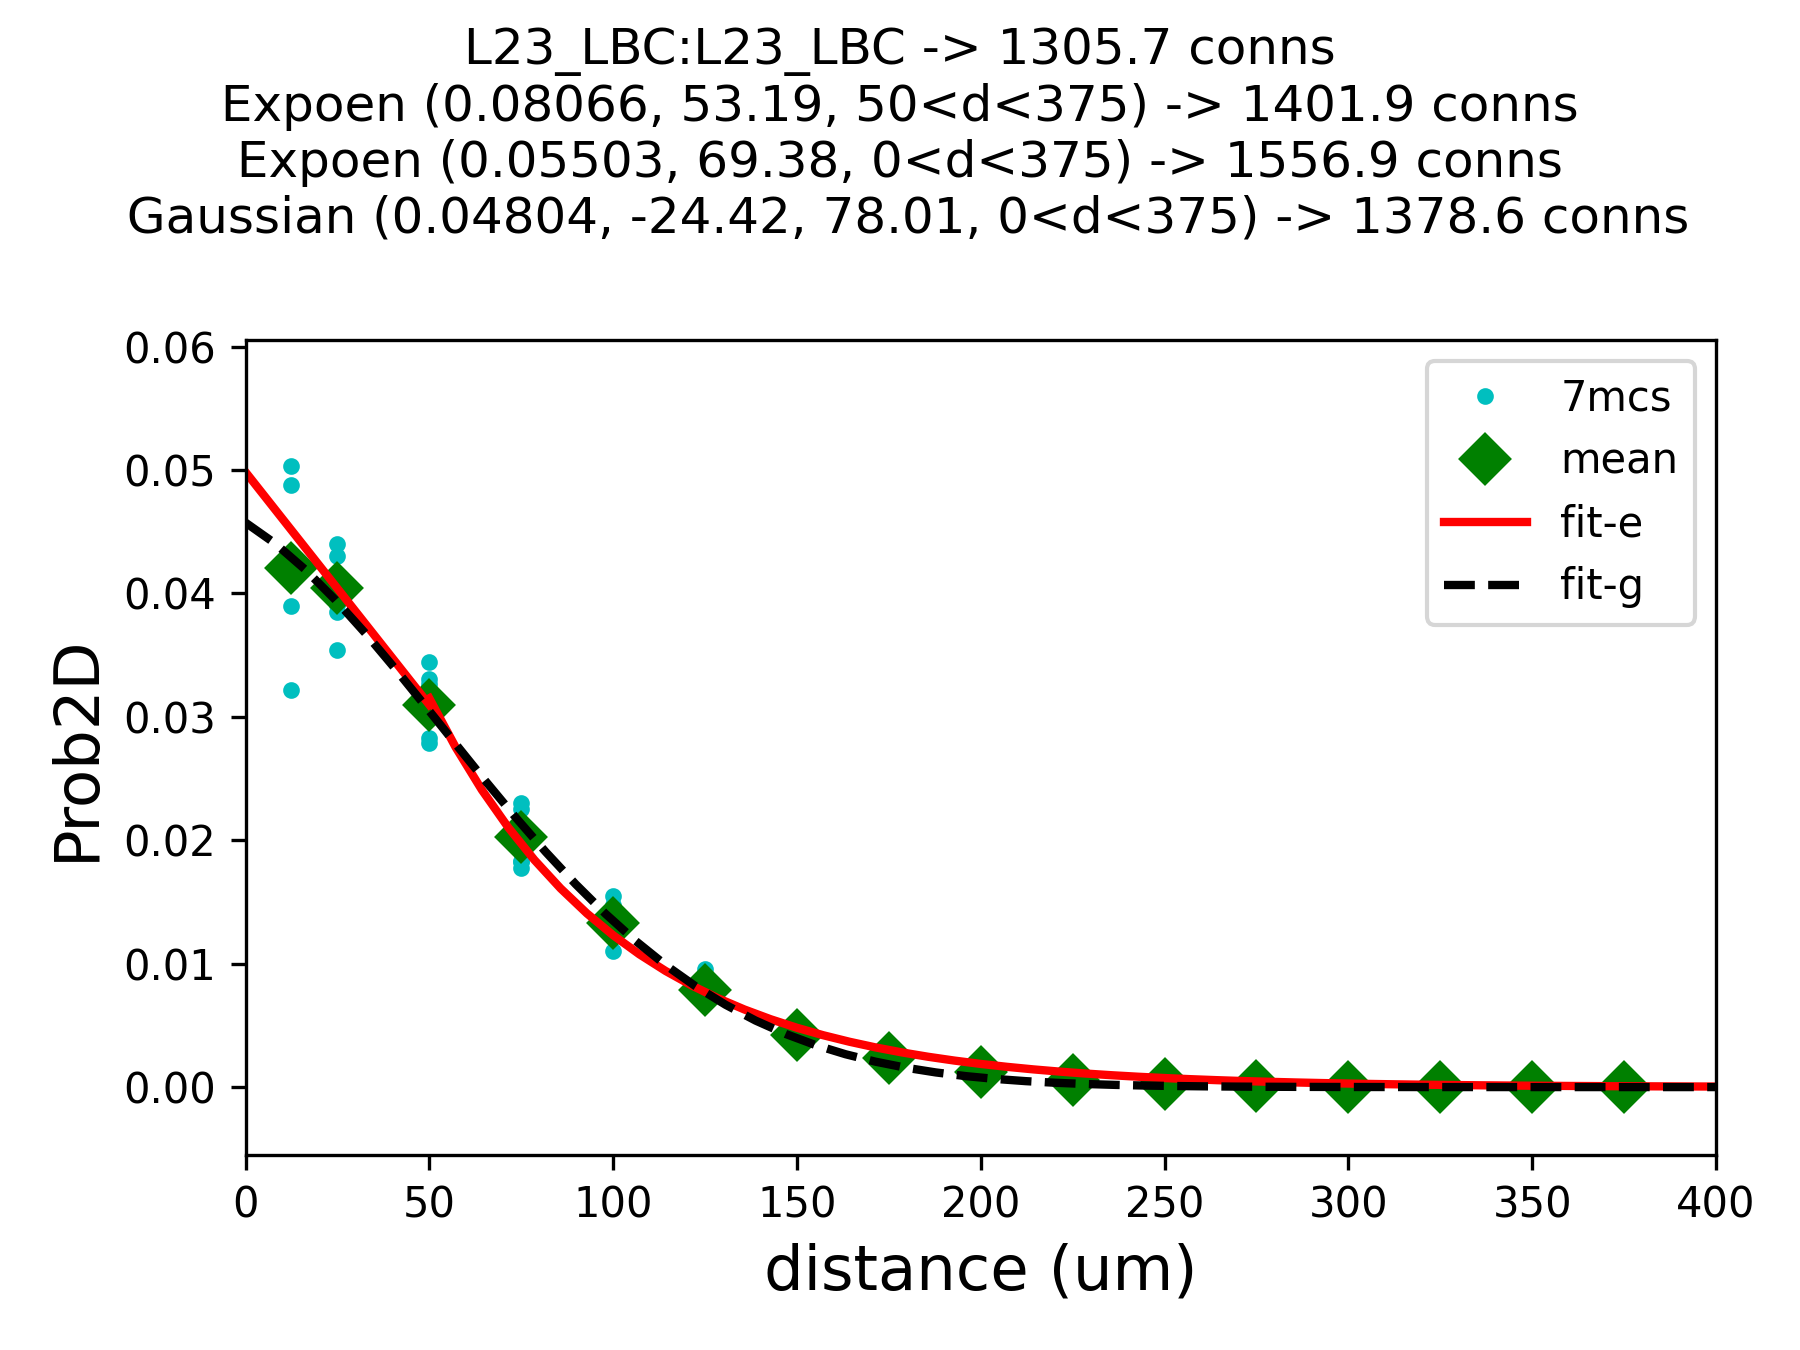 L23_LBC:L23_LBC -> 1305.7 conns
Expoen (0.08066, 53.19, 50<d<375) -> 1401.9 conns
Expoen (0.05503, 69.38, 0<d<375) -> 1556.9 conns
Gaussian (0.04804, -24.42, 78.01, 0<d<375) -> 1378.6 conns
0.06
0.05
0.04
0.03
0.02
0.01
0.00
Prob2D
7mcs
mean
fit-e
fit-g
0 50 100 150 200 250 300 350 400
distance (um)